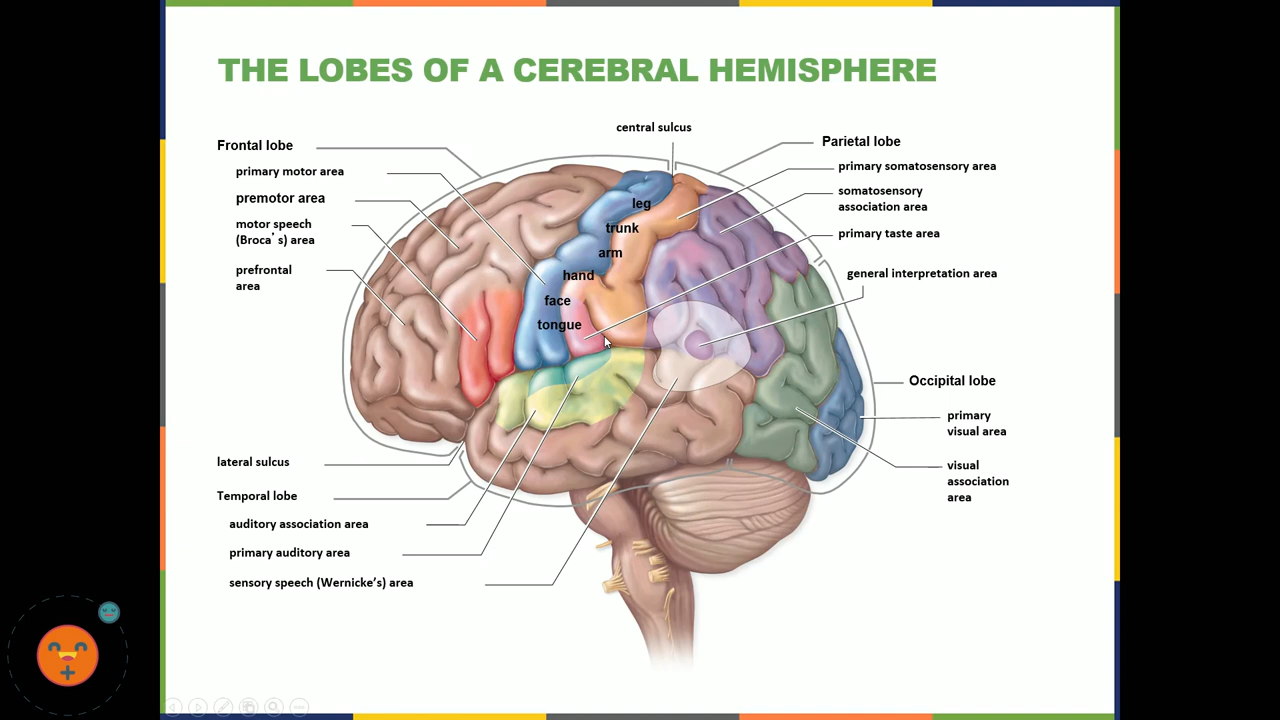 THE LOBES OF A CEREBRAL HEMISPHERE
central sulcus
Frontal lobe
primary motor area
premotor area
motor speech
(Broca's) area
prefrontal
area
Parietal lobe
primary somatosensory area
somatosensory
association area
primary taste area
general interpretation area
leg
trunk
arm
hand
face
tongue
Occipital lobe
primary
visual area
visual
association
area
lateral sulcus
Temporal lobe
auditory association area
primary auditory area
sensory speech (Wernicke’s) area